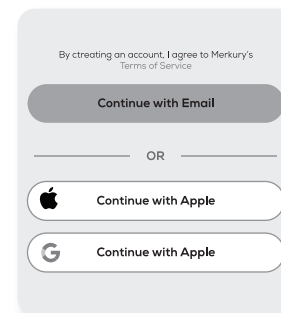 By ctreating an account, I agree to Merkury's
Terms of Service
Continue with Email
OR
Continue with Apple
Continue with Apple